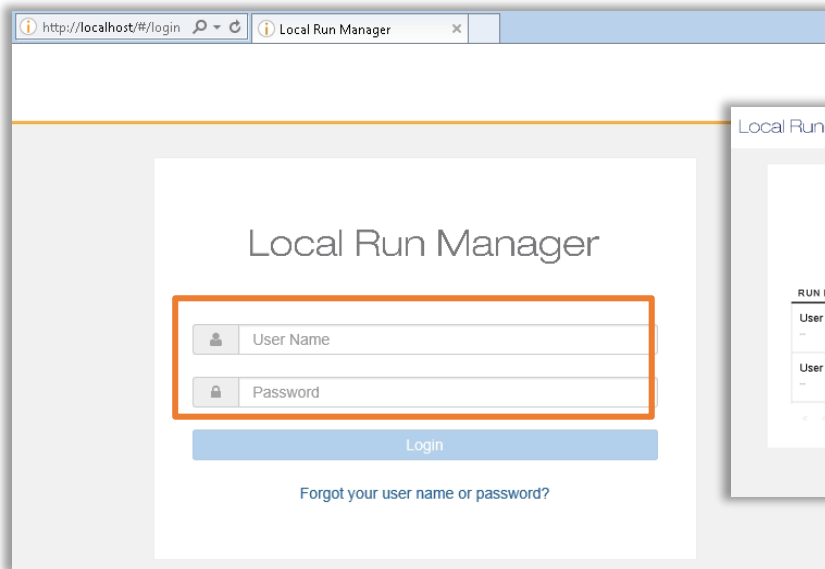 http://localhost/#/login
Local Run Manager
Local Run Manager
User Name
Password
Login
Forgot your user name or password?
Local Run
RUN
User
--
User
--